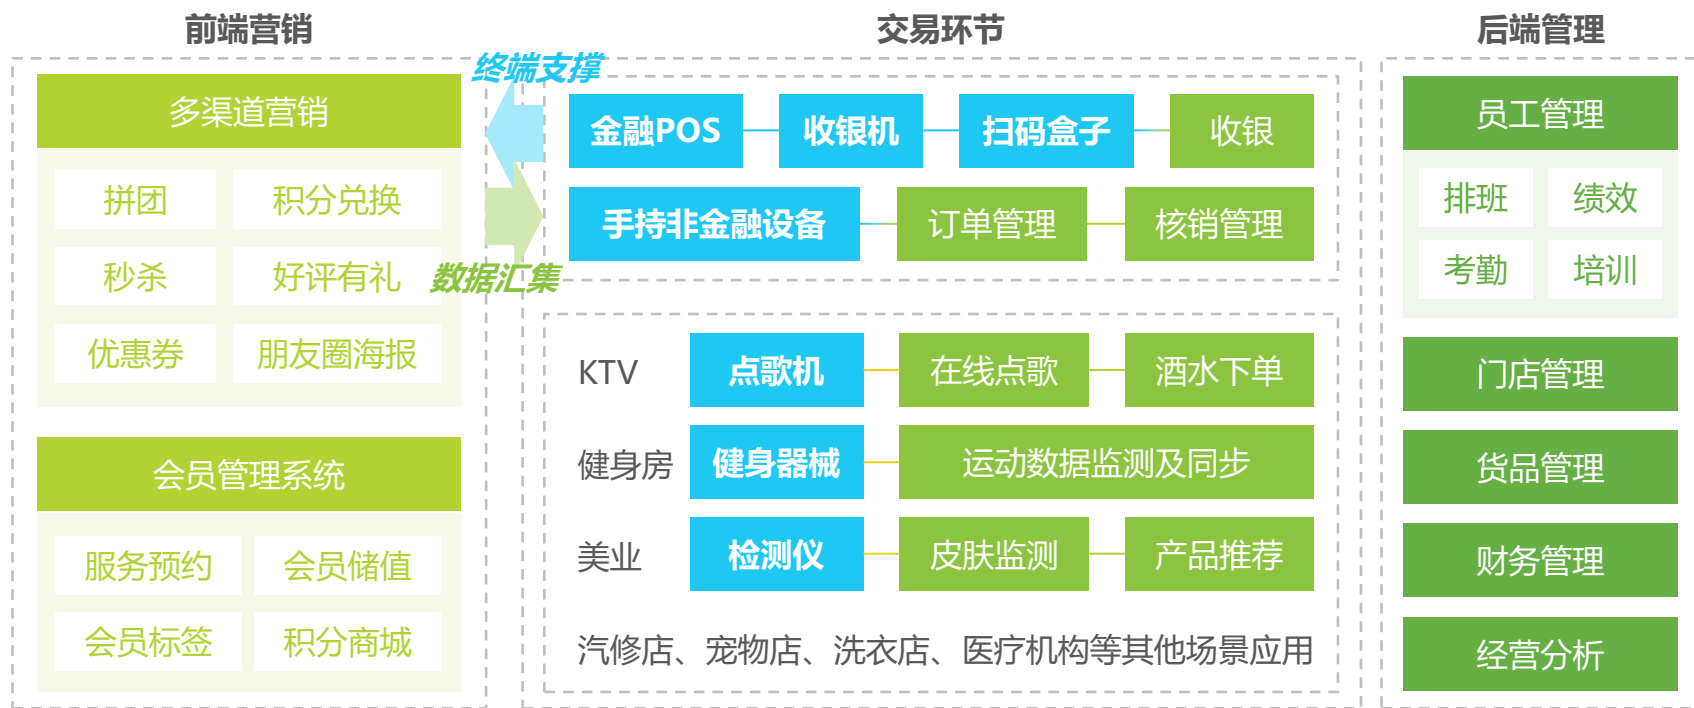 前端营销
交易环节
后端管理
多渠道营销
拼团
积分兑换
秒杀
好评有礼
优惠券
朋友圈海报
会员管理系统
服务预约
会员储值
会员标签
积分商城
终端支撑
数据汇集
金融POS
收银机
扫码盒子
收银
手持非金融设备
订单管理
核销管理
KTV
点歌机
在线点歌
酒水下单
健身房
健身器械
运动数据监测及同步
美业
检测仪
皮肤监测
产品推荐
汽修店、宠物店、洗衣店、医疗机构等其他场景应用
员工管理
排班
绩效
考勤
培训
门店管理
货品管理
财务管理
经营分析